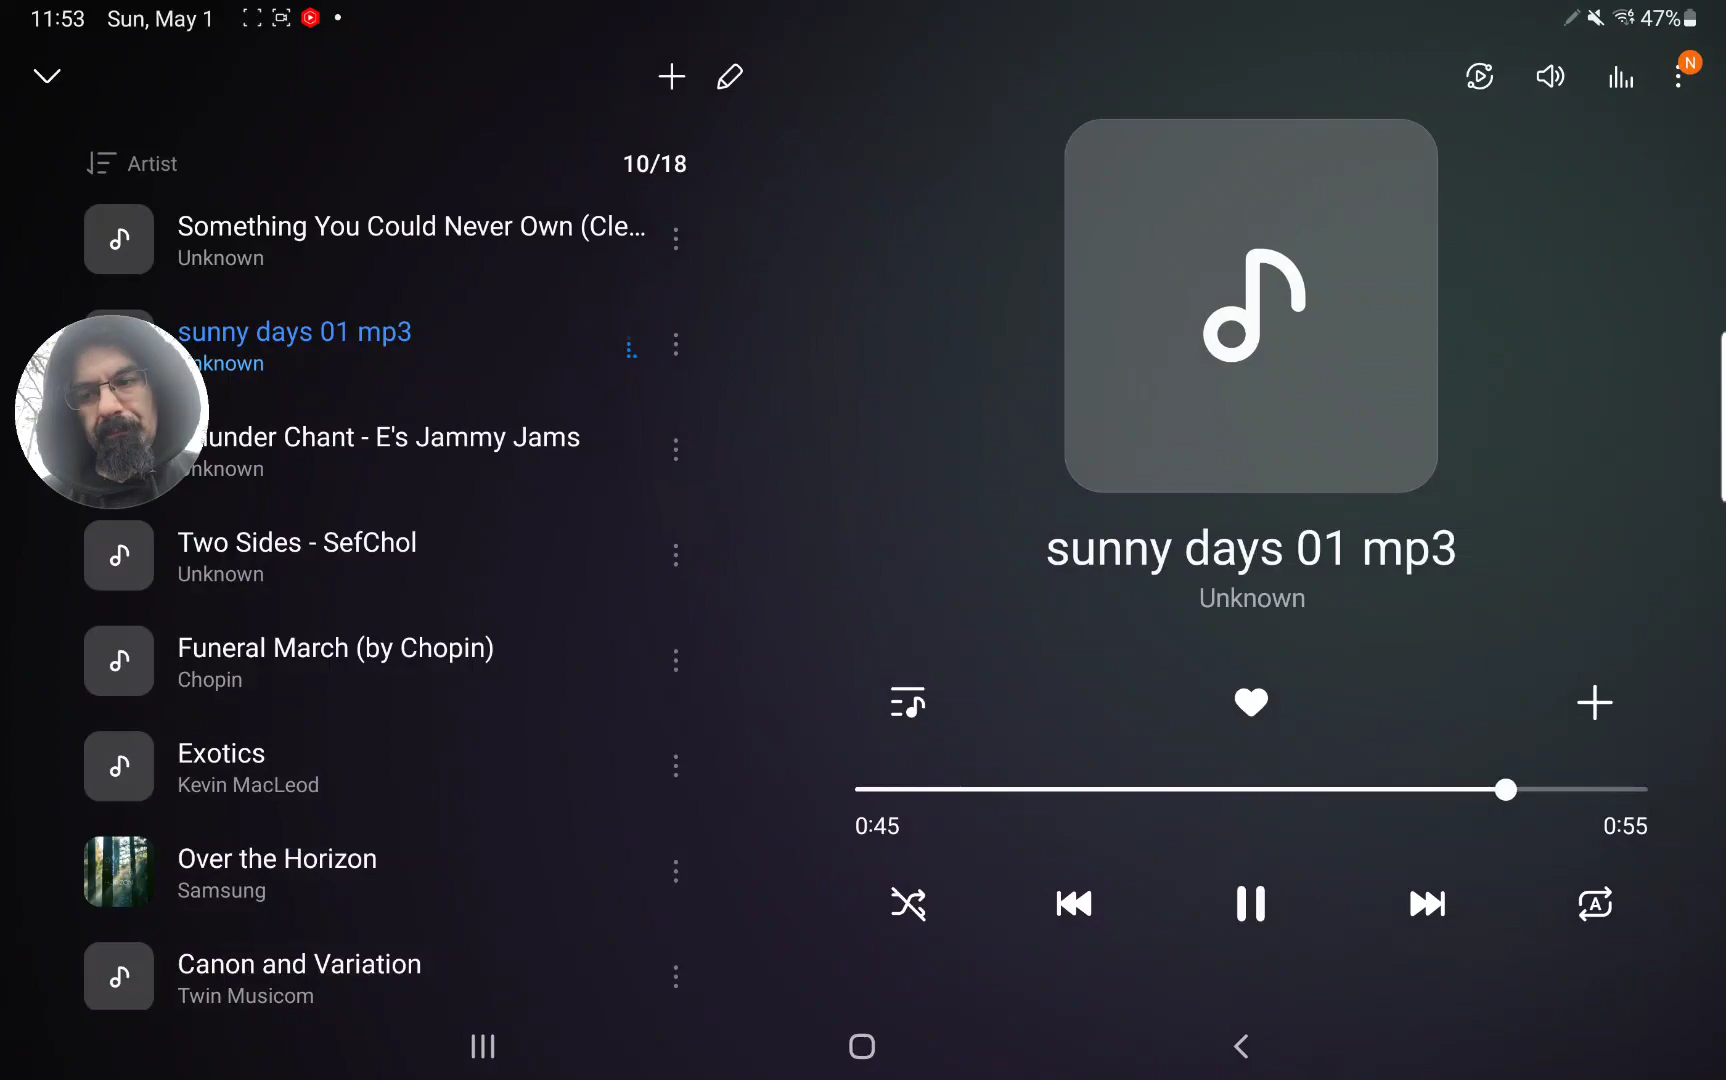 11:53 Sun, May 1
47%
N
Artist
10/18
Something You Could Never Own (Cle...
Unknown
sunny days 01 mp3
nknown
under Chant - E's Jammy Jams
nknown
Two Sides - SefChol
Unknown
Funeral March (by Chopin)
Chopin
Exotics
Kevin MacLeod
Over the Horizon
Samsung
Canon and Variation
Twin Musicom
sunny days 01 mp3
Unknown
0:45
0:55
A